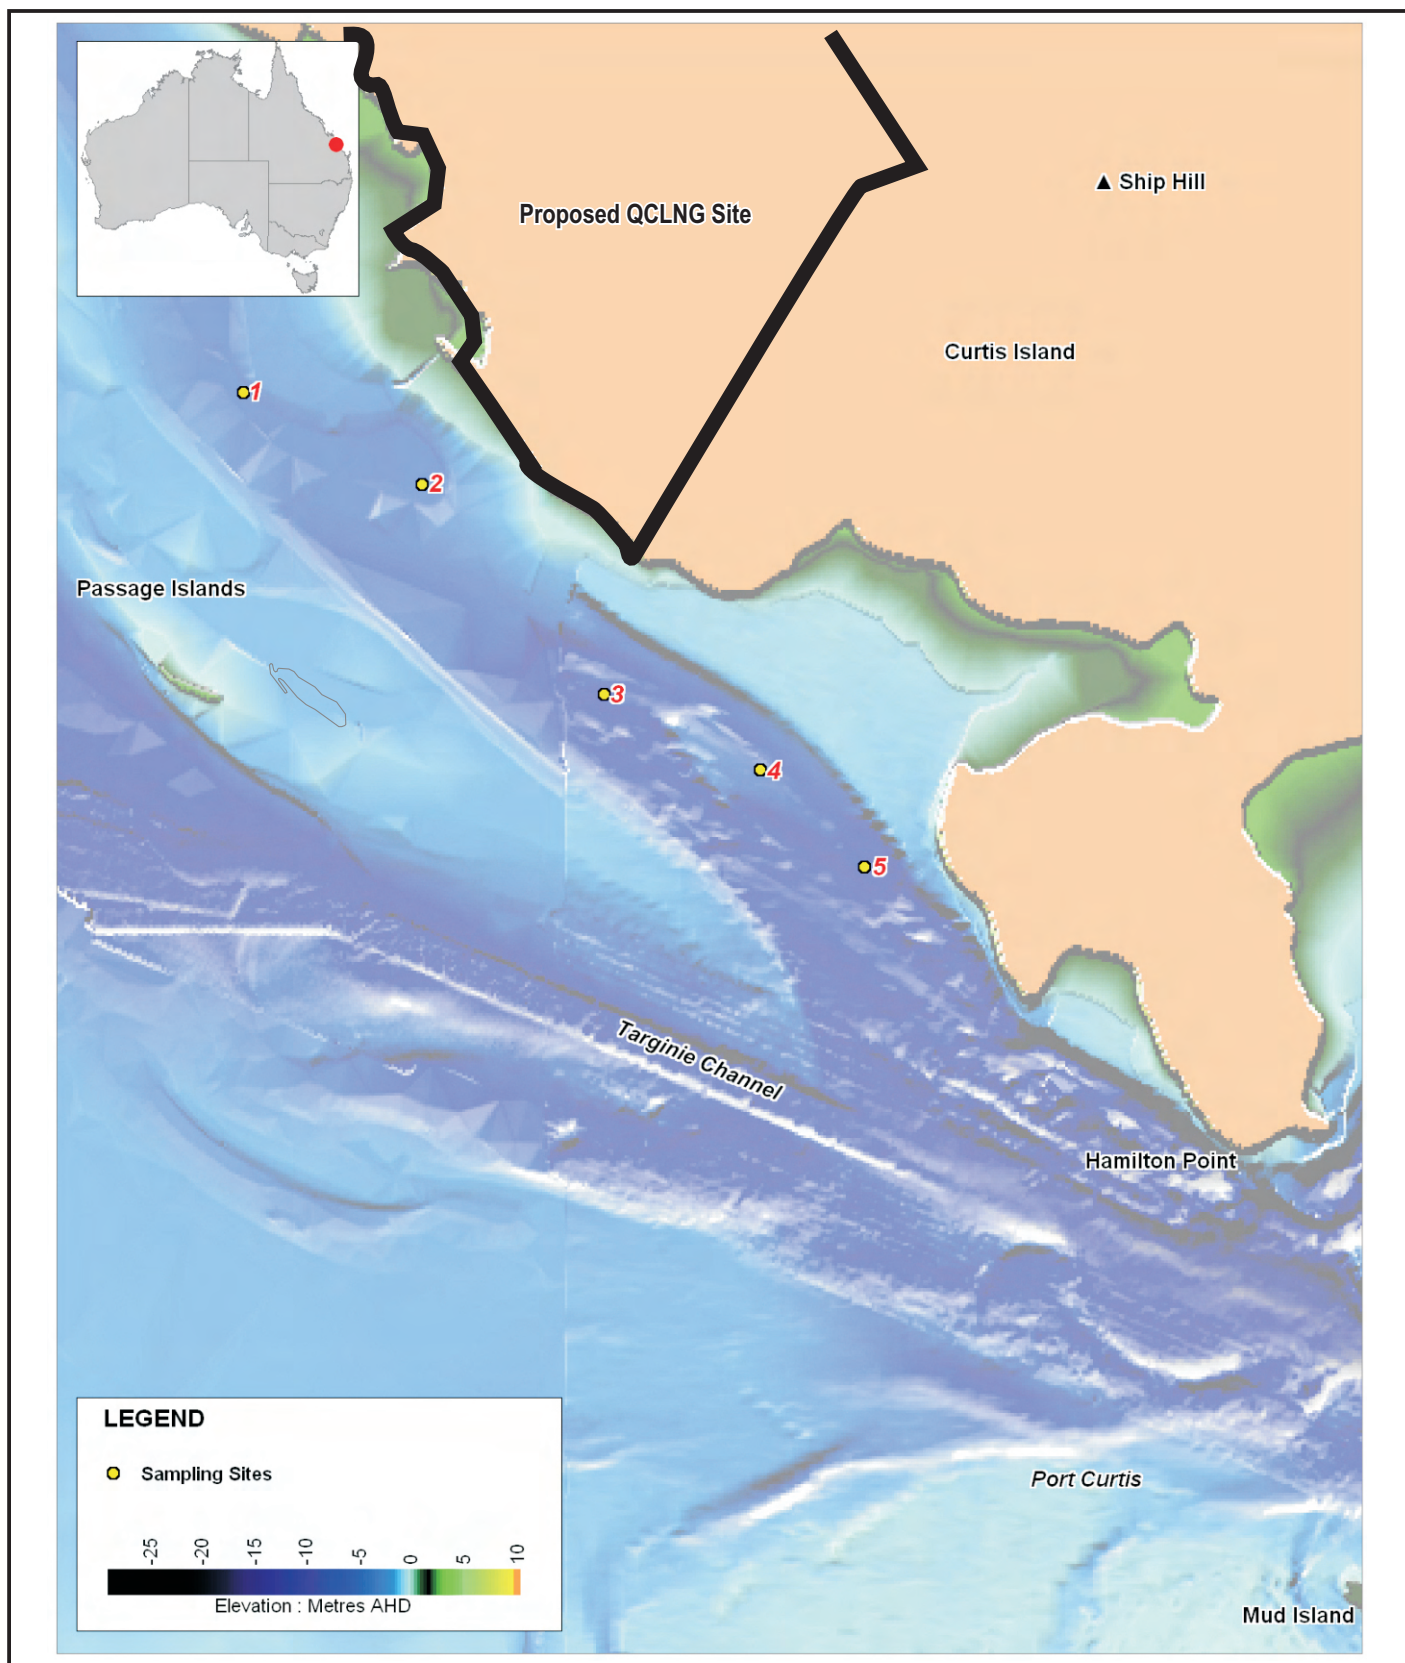 Proposed QCLNG Site
Ship Hill
Curtis Island
1
2
Passage Islands
3
4
5
Targinie Channel
Hamilton Point
LEGEND
Sampling Sites
-25 -20 -15 -10 -5 0 5 10
Elevation : Metres AHD
Port Curtis
Mud Island